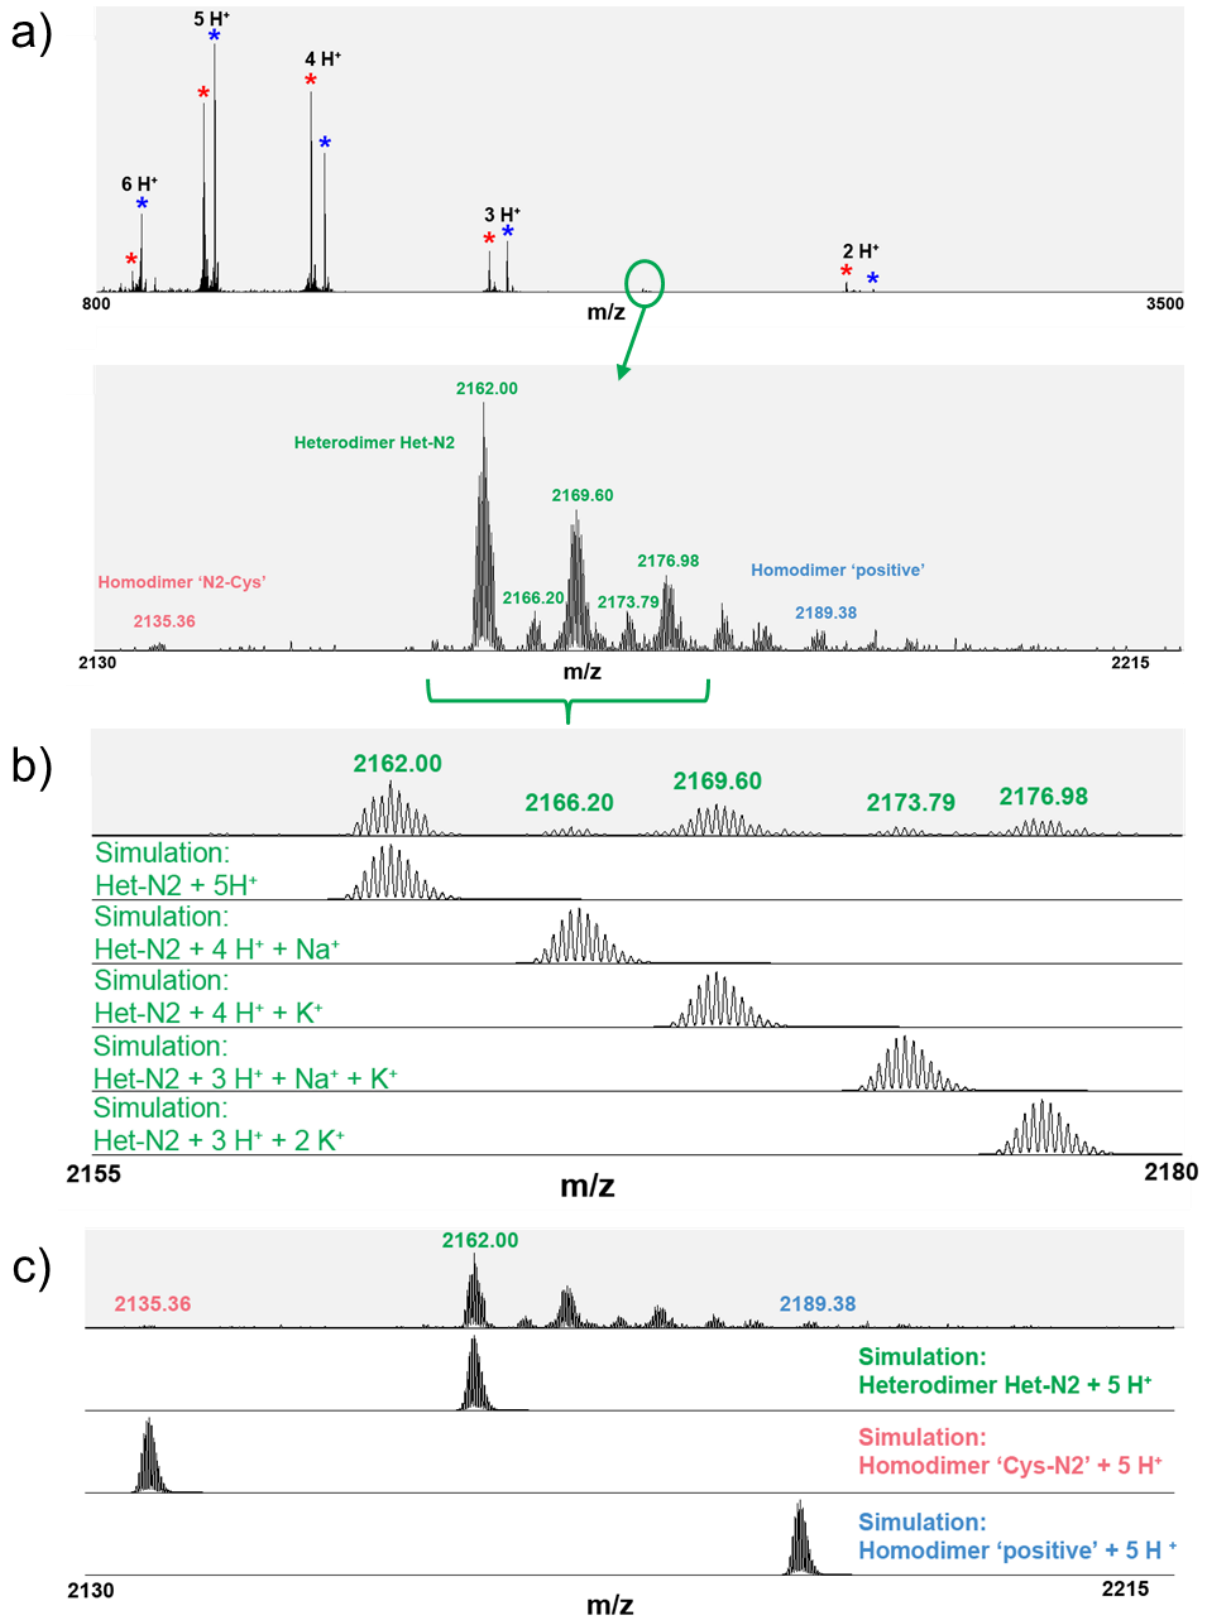 a)
5 H⁺
*
4 H⁺
*
*
*
6 H⁺
*
*
3 H⁺
*
*
2 H⁺
*
*
800
m/z
3500
2162.00
Heterodimer Het-N2
2169.60
2176.98
Homodimer 'positive'
Homodimer 'N2-Cys'
2166.20
2173.79
2189.38
2135.36
2130
m/z
2215
b)
2162.00
2169.60
2166.20
2173.79
2176.98
Simulation:
Het-N2 + 5H⁺
Simulation:
Het-N2 + 4 H⁺ + Na⁺
Simulation:
Het-N2 + 4 H⁺ + K⁺
Simulation:
Het-N2 + 3 H⁺ + Na⁺ + K⁺
Simulation:
Het-N2 + 3 H⁺ + 2 K⁺
2155
m/z
2180
c)
2162.00
2135.36
2189.38
Simulation:
Heterodimer Het-N2 + 5 H⁺
Simulation:
Homodimer 'Cys-N2' + 5 H⁺
Simulation:
Homodimer 'positive' + 5 H ⁺
2130
m/z
2215